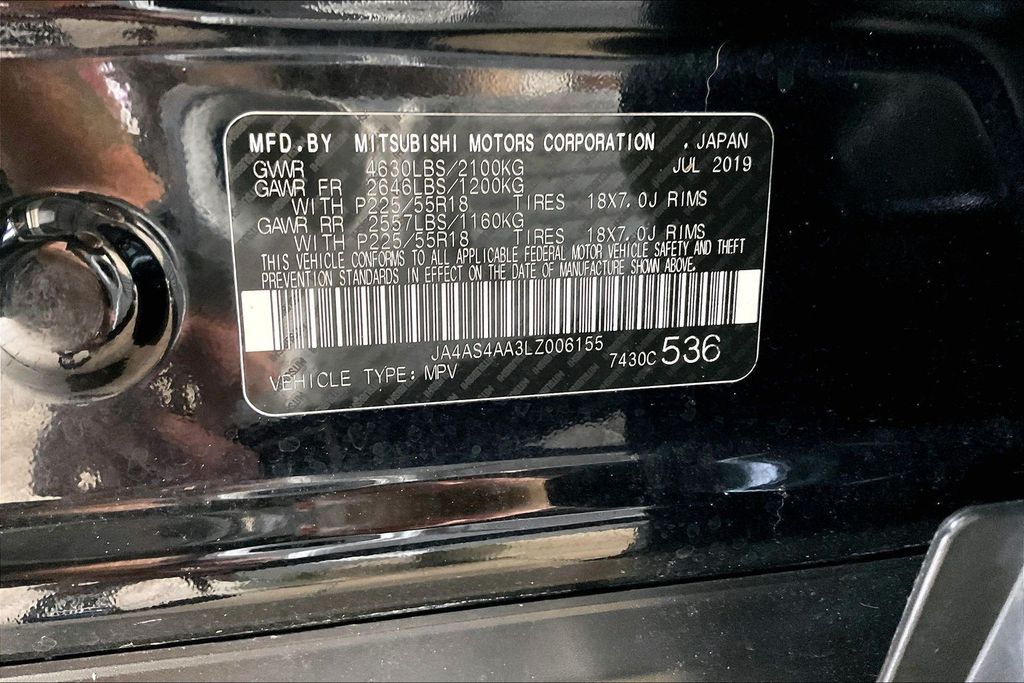 MFD.BY MITSUBISHI MOTORS CORPORATION , JAPAN
GVWR 4630LBS/2100KG JUL 2019
GAWR FR 2646LBS/1200KG
WITH P225/55R18 TIRES 18X7.0J RIMS
GAWR RR 2557LBS/1160KG
WITH P225/55R18 TIRES 18X7.0J RIMS
THIS VEHICLE CONFORMS TO ALL APPLICABLE FEDERAL MOTOR VEHICLE SAFETY AND THEFT
PREVENTION STANDARDS IN EFFECT ON THE DATE OF MANUFACTURE SHOWN ABOVE.
JA4AS4AA3LZ006155
7430C 536
VEHICLE TYPE: MPV